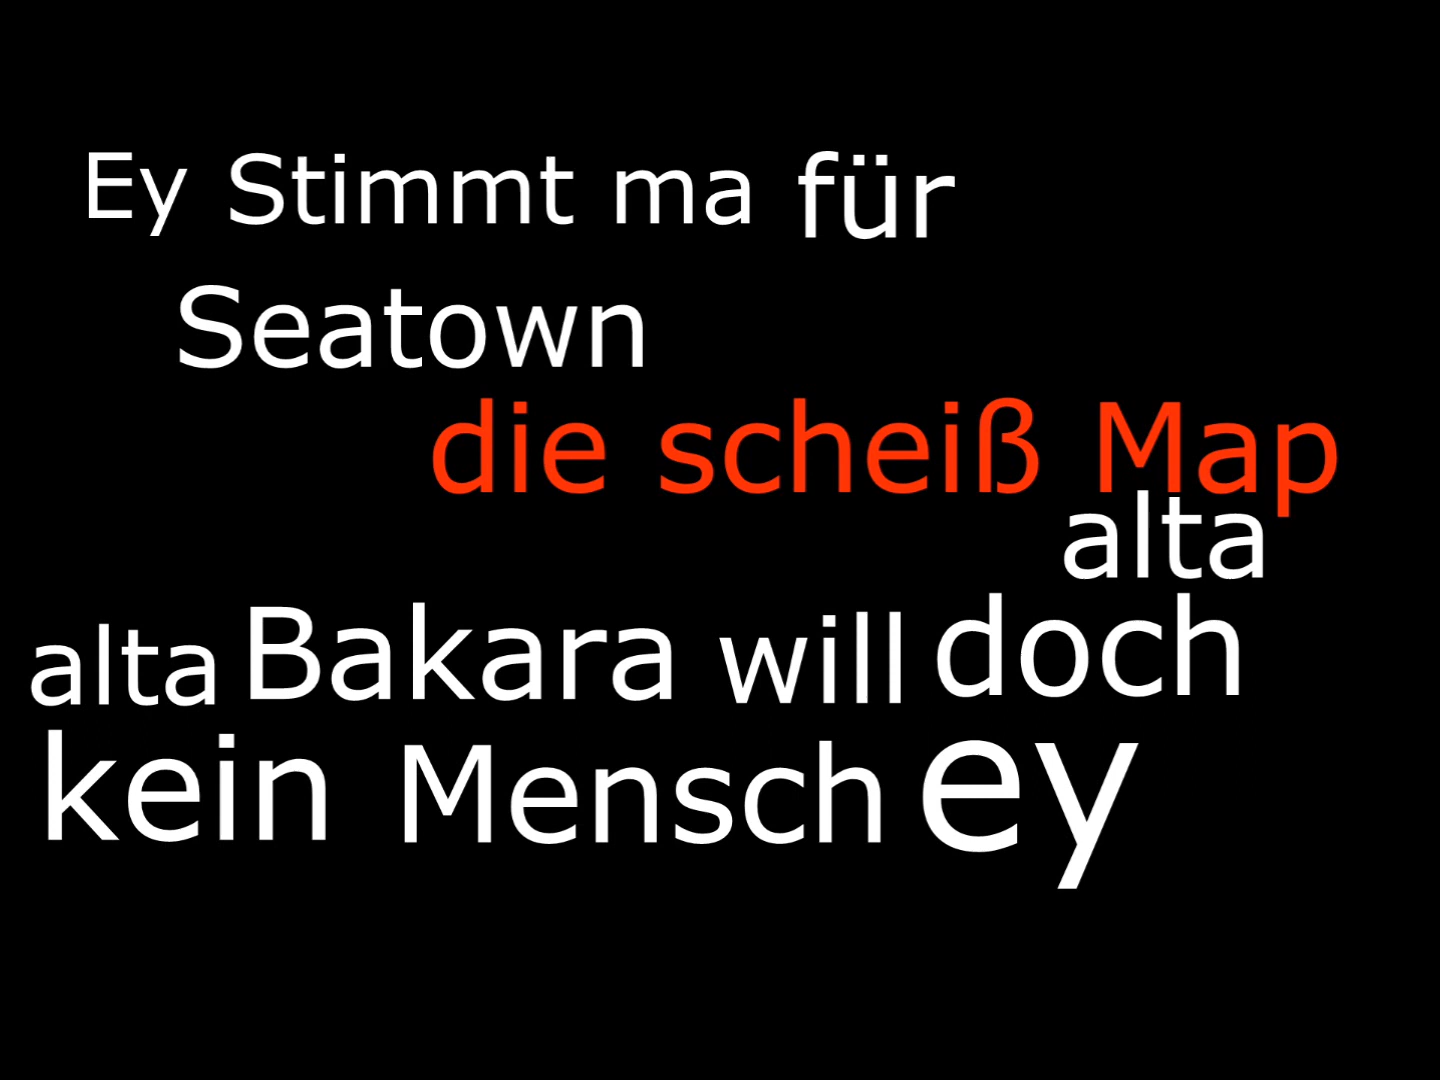 Ey Stimmt ma für
Seatown
die scheiß Map
alta
alta Bakara will doch
kein Mensch ey